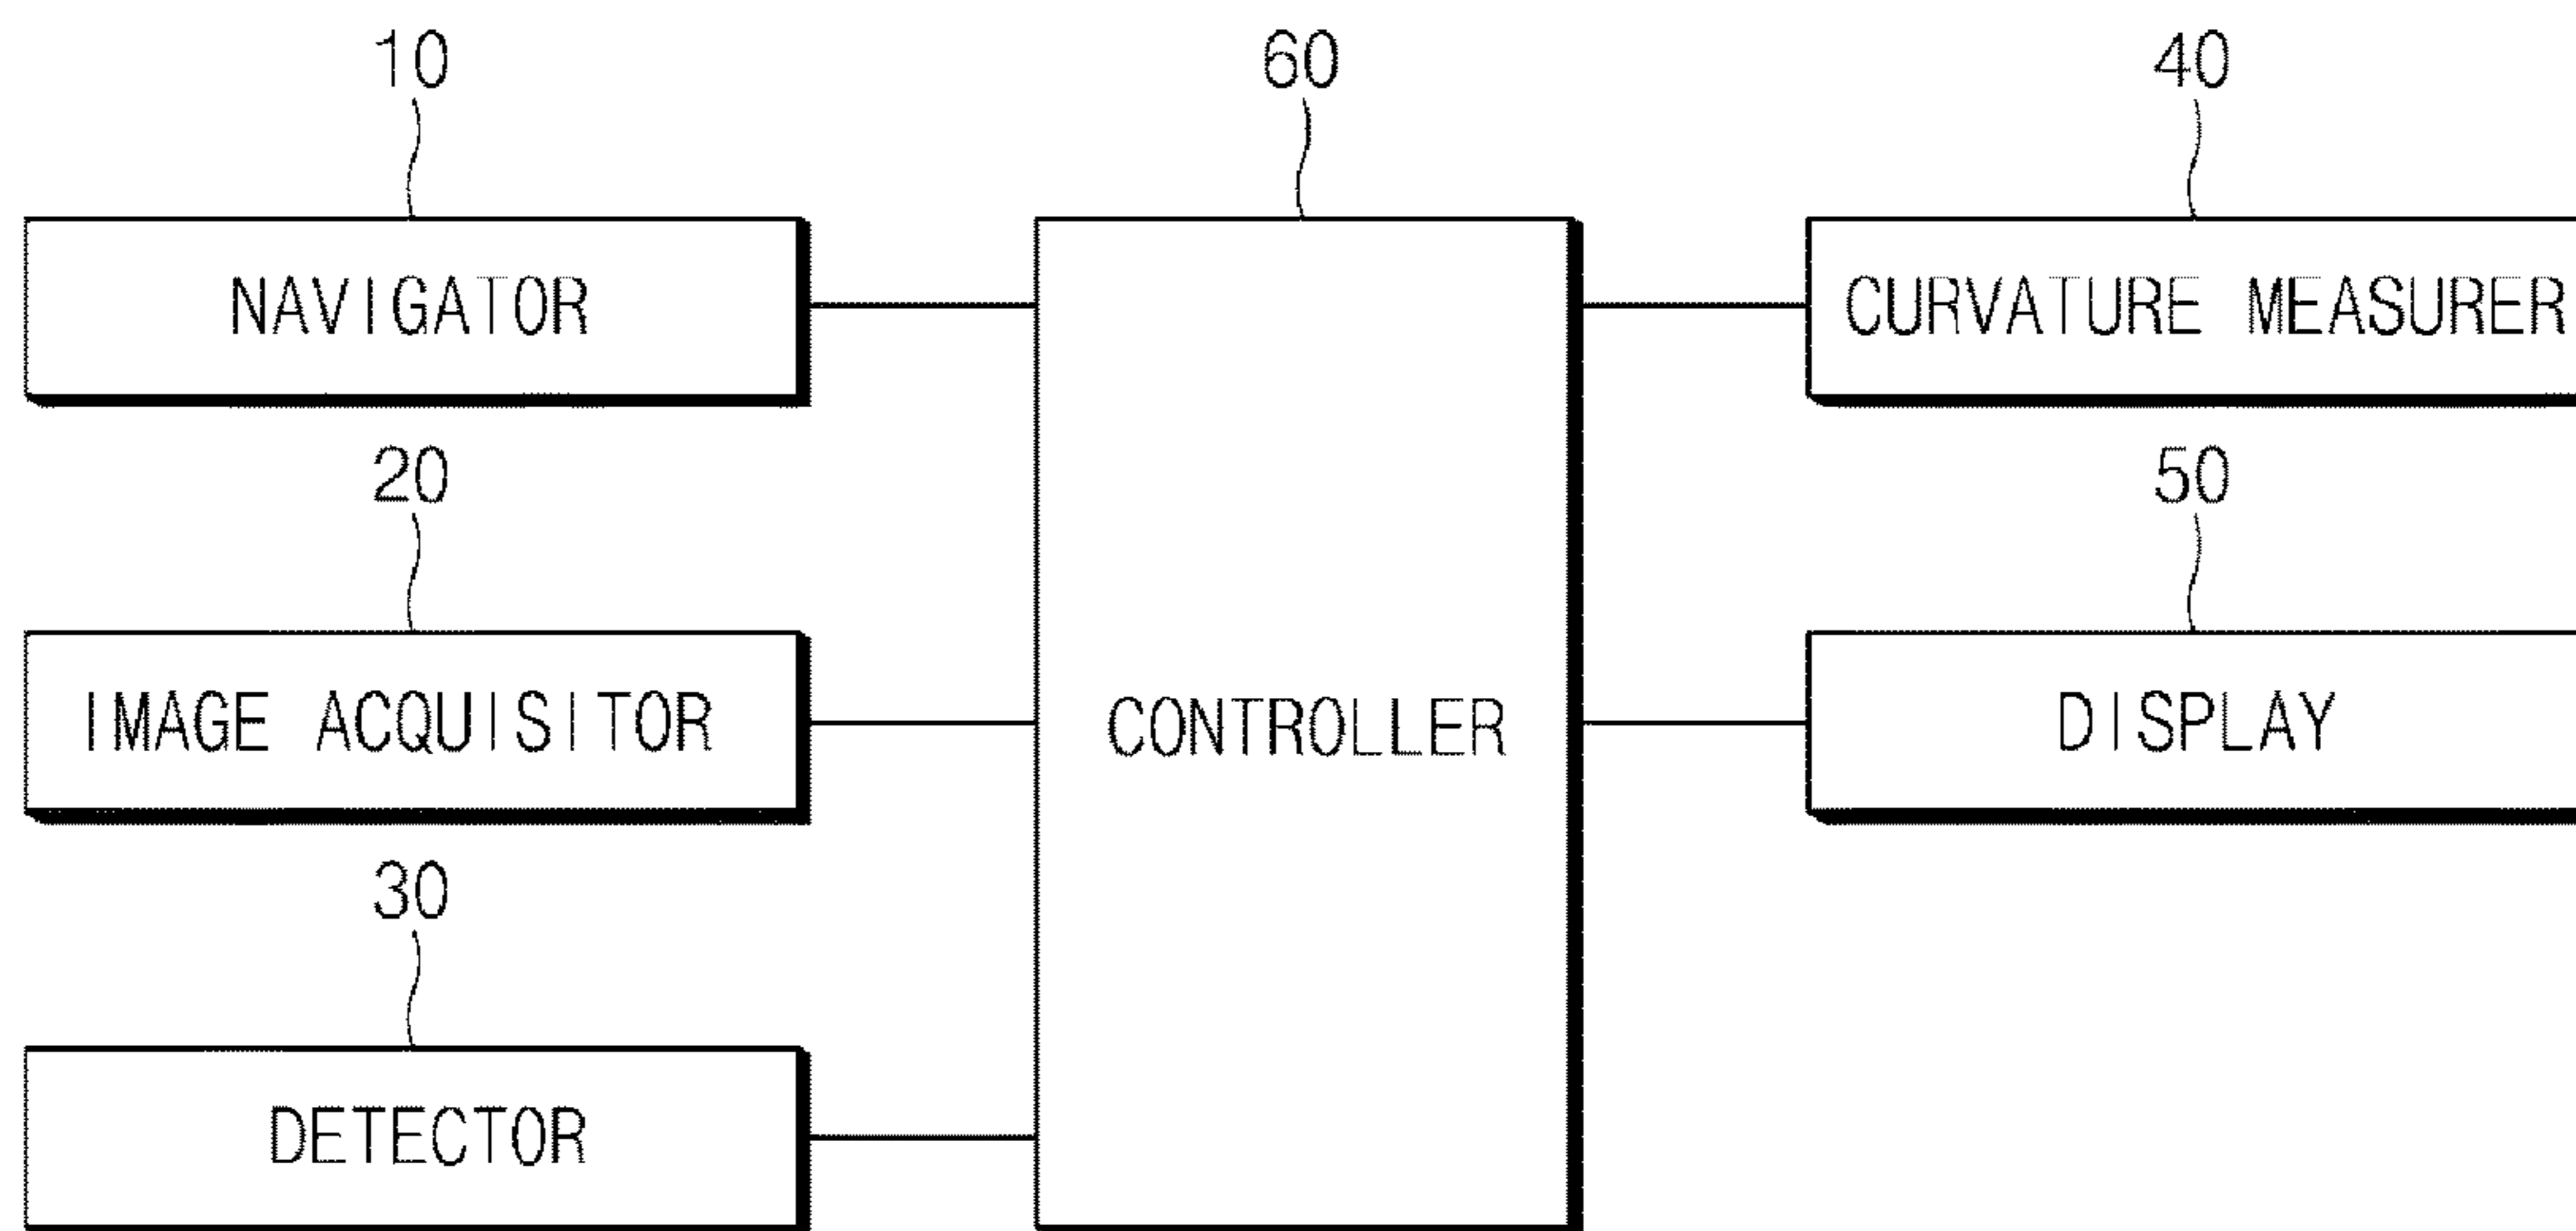 10
60
40
NAVIGATOR
CURVATURE MEASURER
20
50
IMAGE ACQUISITOR
CONTROLLER
DISPLAY
30
DETECTOR